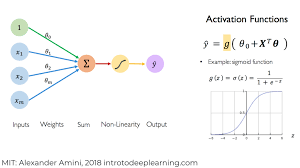 Activation Functions
1
x₁
x₂
xₘ
θ₀
θ₁
θ₂
θₘ
Σ
ŷ
Inputs Weights Sum Non-Linearity Output
ŷ = g ( θ₀ + Xᵀθ )
• Example: sigmoid function
g(z) = σ(z) = 1 / (1 + e⁻ᶻ)
MIT: Alexander Amini, 2018 introtodeeplearning.com